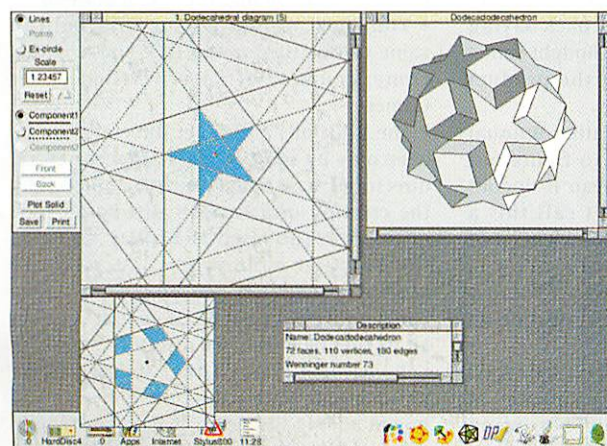 Lines
Points
Ex-circle
Scale
1.23457
Reset
Component1
Component2
Component3
Front
Back
Plot Solid
Save Print
1. Dodecahedral diagram (5)
Dodecadodecahedron
Description
Name: Dodecadodecahedron
72 faces, 110 vertices, 180 edges
Wenninger number 73
HardDisc4 :0 Apps Internet 11:28